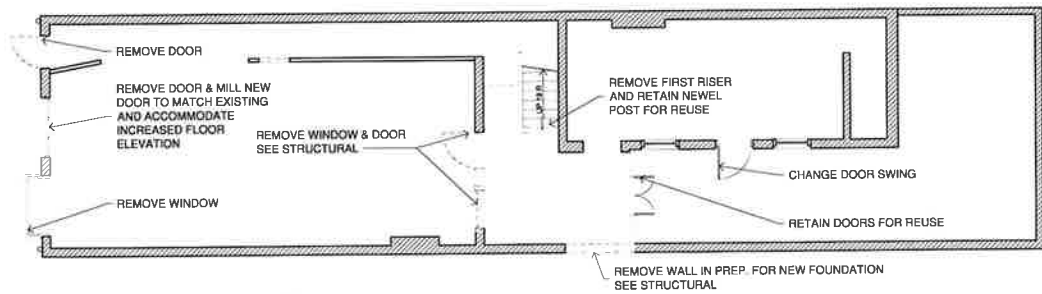 REMOVE DOOR
REMOVE DOOR & MILL NEW
DOOR TO MATCH EXISTING
AND ACCOMMODATE
INCREASED FLOOR
ELEVATION
REMOVE WINDOW & DOOR
SEE STRUCTURAL
REMOVE WINDOW
REMOVE FIRST RISER
AND RETAIN NEWEL
POST FOR REUSE
CHANGE DOOR SWING
RETAIN DOORS FOR REUSE
REMOVE WALL IN PREP. FOR NEW FOUNDATION
SEE STRUCTURAL